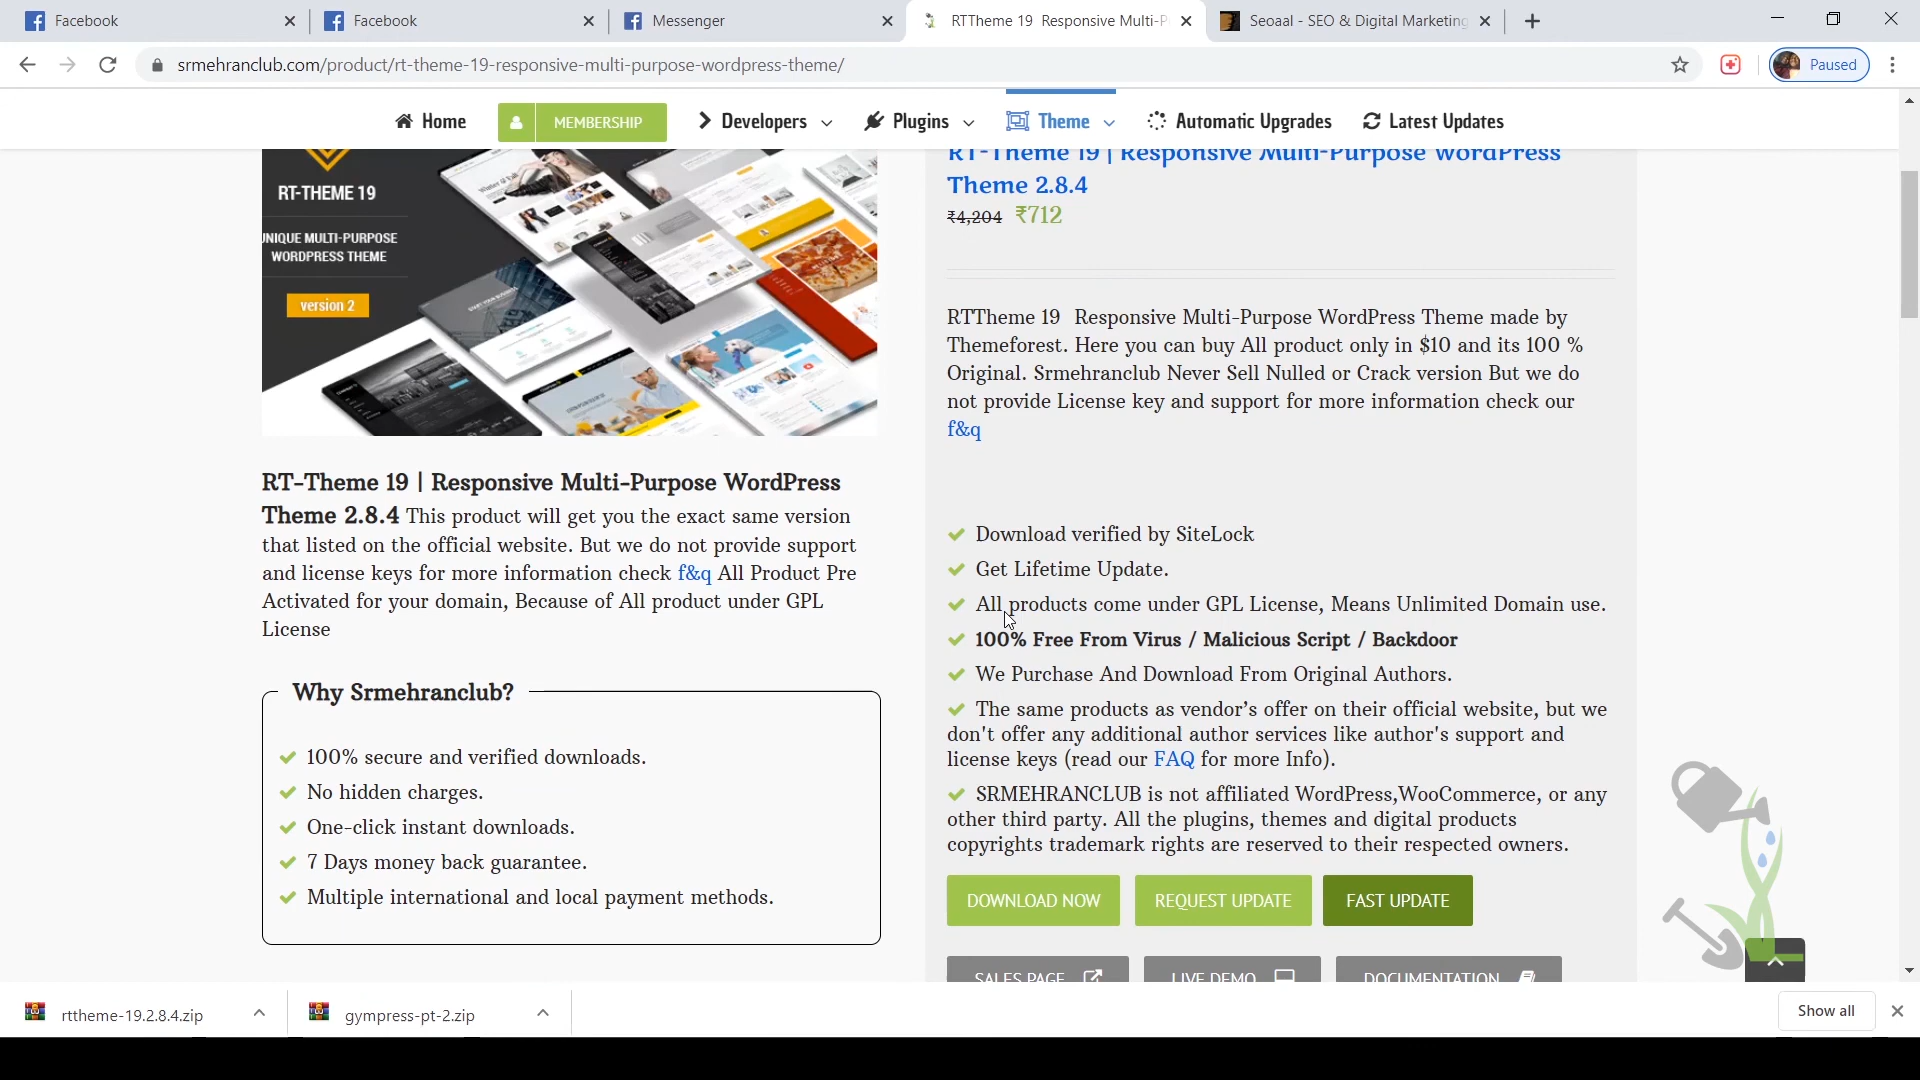 Facebook
Facebook
Messenger
RTTheme 19 Responsive Multi-P
Seoaal - SEO & Digital Marketing
srmehranclub.com/product/rt-theme-19-responsive-multi-purpose-wordpress-theme/
Paused
Home
MEMBERSHIP
Developers
Plugins
Theme
Automatic Upgrades
Latest Updates
RT-THEME 19
UNIQUE MULTI-PURPOSE
WORDPRESS THEME
version 2
RT-Theme 19 | Responsive Multi-Purpose WordPress
Theme 2.8.4 This product will get you the exact same version
that listed on the official website. But we do not provide support
and license keys for more information check f&q All Product Pre
Activated for your domain, Because of All product under GPL
License
Why Srmehranclub?
100% secure and verified downloads.
No hidden charges.
One-click instant downloads.
7 Days money back guarantee.
Multiple international and local payment methods.
RT-Theme 19 | Responsive Multi-Purpose WordPress
Theme 2.8.4
₹4,204 ₹712
RTTheme 19 Responsive Multi-Purpose WordPress Theme made by
Themeforest. Here you can buy All product only in $10 and its 100 %
Original. Srmehranclub Never Sell Nulled or Crack version But we do
not provide License key and support for more information check our
f&q
Download verified by SiteLock
Get Lifetime Update.
All products come under GPL License, Means Unlimited Domain use.
100% Free From Virus / Malicious Script / Backdoor
We Purchase And Download From Original Authors.
The same products as vendor's offer on their official website, but we
don't offer any additional author services like author's support and
license keys (read our FAQ for more Info).
SRMEHRANCLUB is not affiliated WordPress,WooCommerce, or any
other third party. All the plugins, themes and digital products
copyrights trademark rights are reserved to their respected owners.
DOWNLOAD NOW
REQUEST UPDATE
FAST UPDATE
SALES PAGE
LIVE DEMO
DOCUMENTATION
rttheme-19.2.8.4.zip
gympress-pt-2.zip
Show all